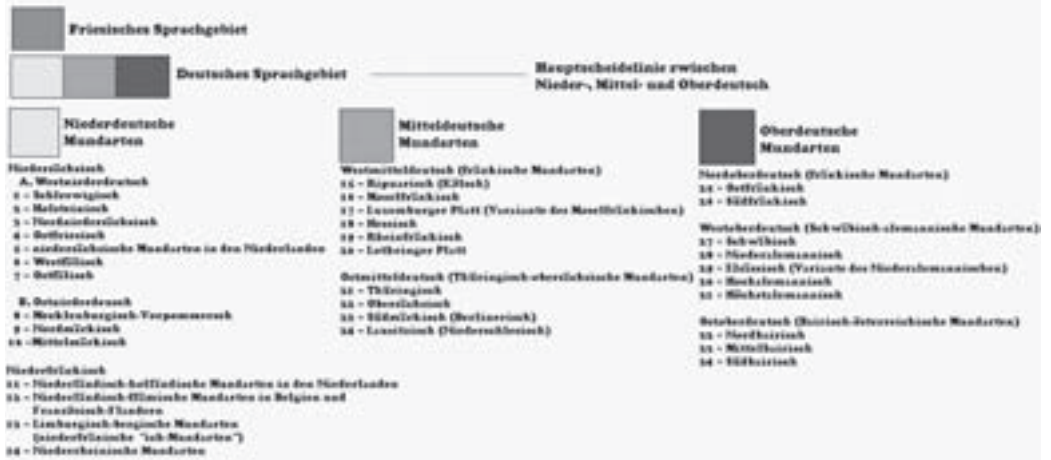 Friesisches Sprachgebiet
Deutsches Sprachgebiet
Hauptscheidelinie zwischen
Nieder-, Mittel- und Oberdeutsch
Niederdeutsche
Mundarten
Niedersächsisch
A. Westniederdeutsch
1 - Schleswigisch
2 - Holsteinisch
3 - Nordniedersächsisch
4 - Ostfriesisch
5 - niedersächsische Mundarten in den Niederlanden
6 - Westfälisch
7 - Ostfälisch
B. Ostniederdeutsch
8 - Mecklenburgisch-Vorpommersch
9 - Nordmärkisch
10 - Mittelmärkisch
Niederfränkisch
11 - Niederländisch-holländische Mundarten in den Niederlanden
12 - Niederländisch-flämische Mundarten in Belgien und
Französisch-Flandern
13 - Limburgisch-bergische Mundarten
(niederfränkische "ich-Mundarten")
14 - Niederrheinische Mundarten
Mitteldeutsche
Mundarten
Westmitteldeutsch (fränkische Mundarten)
15 - Ripuarisch (Kölsch)
16 - Moselfränkisch
17 - Luxemburger Platt (Variante des Moselfränkischen)
18 - Hessisch
19 - Rheinfränkisch
20 - Lothringer Platt
Ostmitteldeutsch (Thüringisch-obersächsische Mundarten)
21 - Thüringisch
22 - Obersächsisch
23 - Südmärkisch (Berlinerisch)
24 - Lausitzisch (Niederschlesisch)
Oberdeutsche
Mundarten
Nordoberdeutsch (fränkische Mundarten)
Ostfränkisch
26 - Südfränkisch
Westoberdeutsch (Schwäbisch-alemannische Mundarten)
27 - Schwäbisch
28 - Niederalemannisch
29 - Elsässisch (Variante des Niederalemannischen)
30 - Hochalemannisch
31 - Höchstalemannisch
Ostoberdeutsch (Bairisch-österreichische Mundarten)
32 - Nordbairisch
33 - Mittelbairisch
34 - Südbairisch